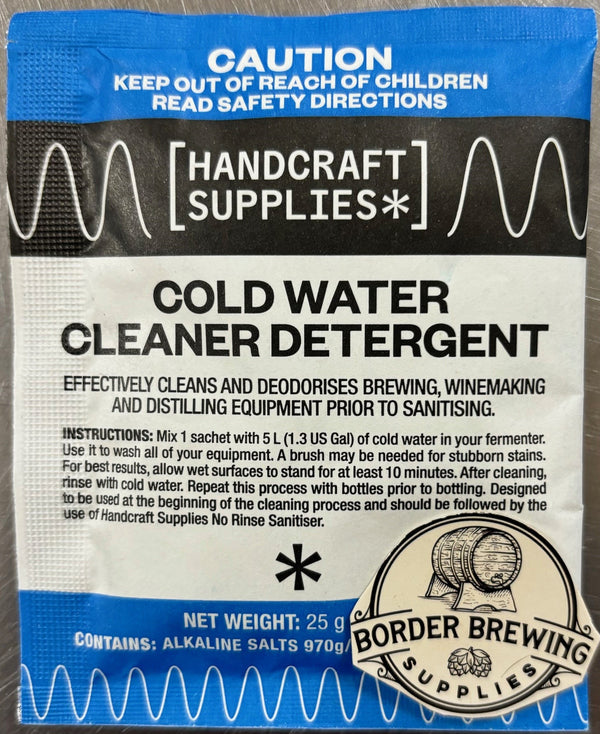 CAUTION
KEEP OUT OF REACH OF CHILDREN
READ SAFETY DIRECTIONS
[HANDCRAFT
SUPPLIES*]
COLD WATER
CLEANER DETERGENT
EFFECTIVELY CLEANS AND DEODORISES BREWING, WINEMAKING
AND DISTILLING EQUIPMENT PRIOR TO SANITISING.
INSTRUCTIONS: Mix 1 sachet with 5 L (1.3 US Gal) of cold water in your fermenter.
Use it to wash all of your equipment. A brush may be needed for stubborn stains.
For best results, allow wet surfaces to stand for at least 10 minutes. After cleaning,
rinse with cold water. Repeat this process with bottles prior to bottling. Designed
to be used at the beginning of the cleaning process and should be followed by the
use of Handcraft Supplies No Rinse Sanitiser.
*
NET WEIGHT: 25 g
CONTAINS: ALKALINE SALTS 970g/
BORDER BREWING
SUPPLIES